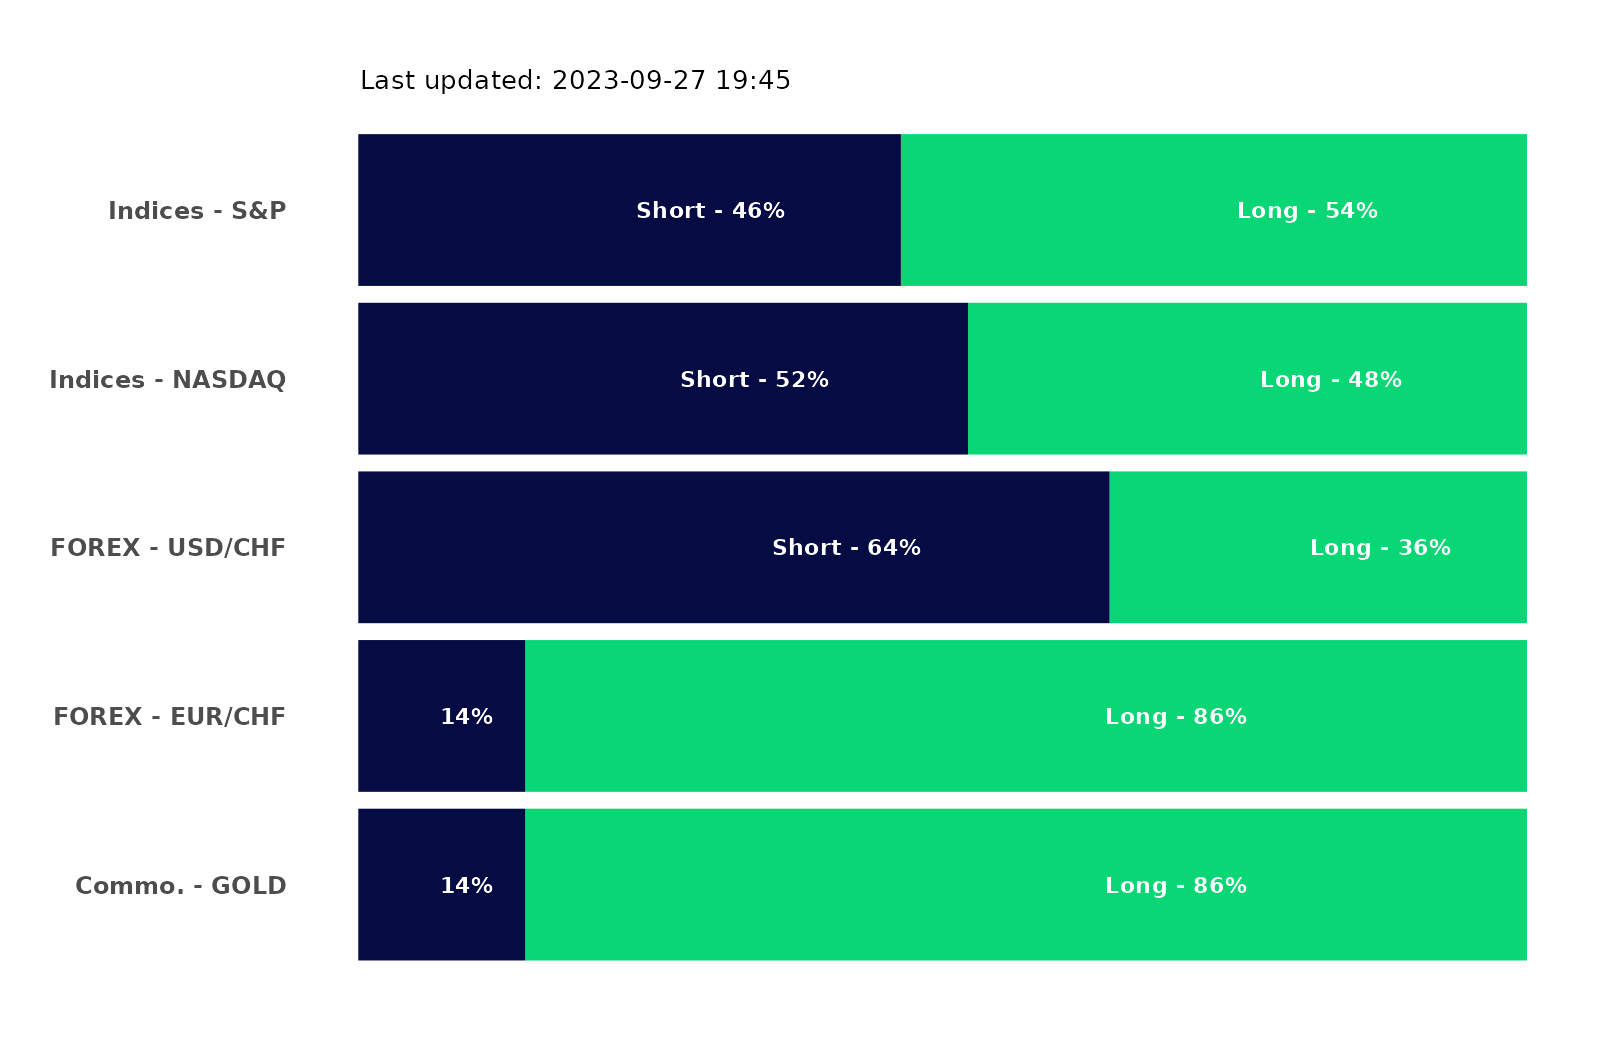 Last updated: 2023-09-27 19:45
Indices - S&P Short - 46% Long - 54%
Indices - NASDAQ Short - 52% Long - 48%
FOREX - USD/CHF Short - 64% Long - 36%
FOREX - EUR/CHF 14% Long - 86%
Commo. - GOLD 14% Long - 86%